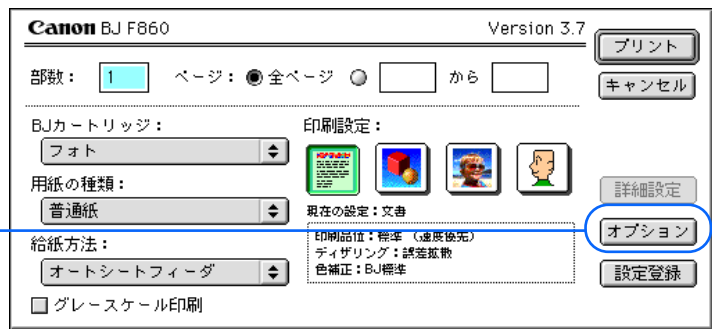 Canon BJ F860 Version 3.7
プリント
部数： 1 ページ： 全ページ から
キャンセル
BJカートリッジ：
フォト
用紙の種類：
普通紙
給紙方法：
オートシートフィーダ
グレースケール印刷
印刷設定：
現在の設定：文書
印刷品位：標準 （速度優先）
ディザリング：誤差拡散
色補正：BJ標準
詳細設定
オプション
設定登録